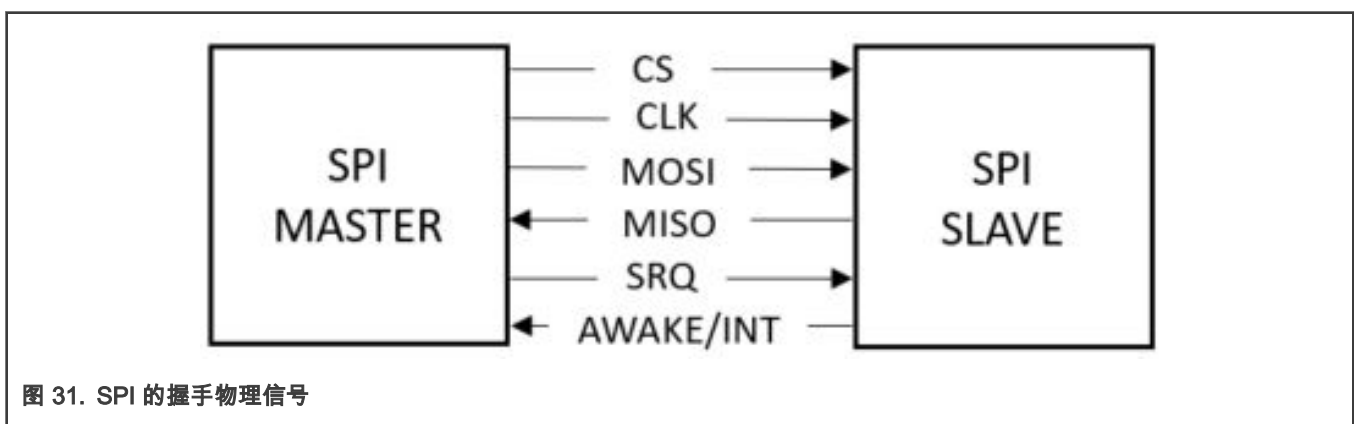 CS
CLK
SPI
MASTER
MOSI
SPI
SLAVE
MISO
SRQ
AWAKE/INT
图 31. SPI 的握手物理信号